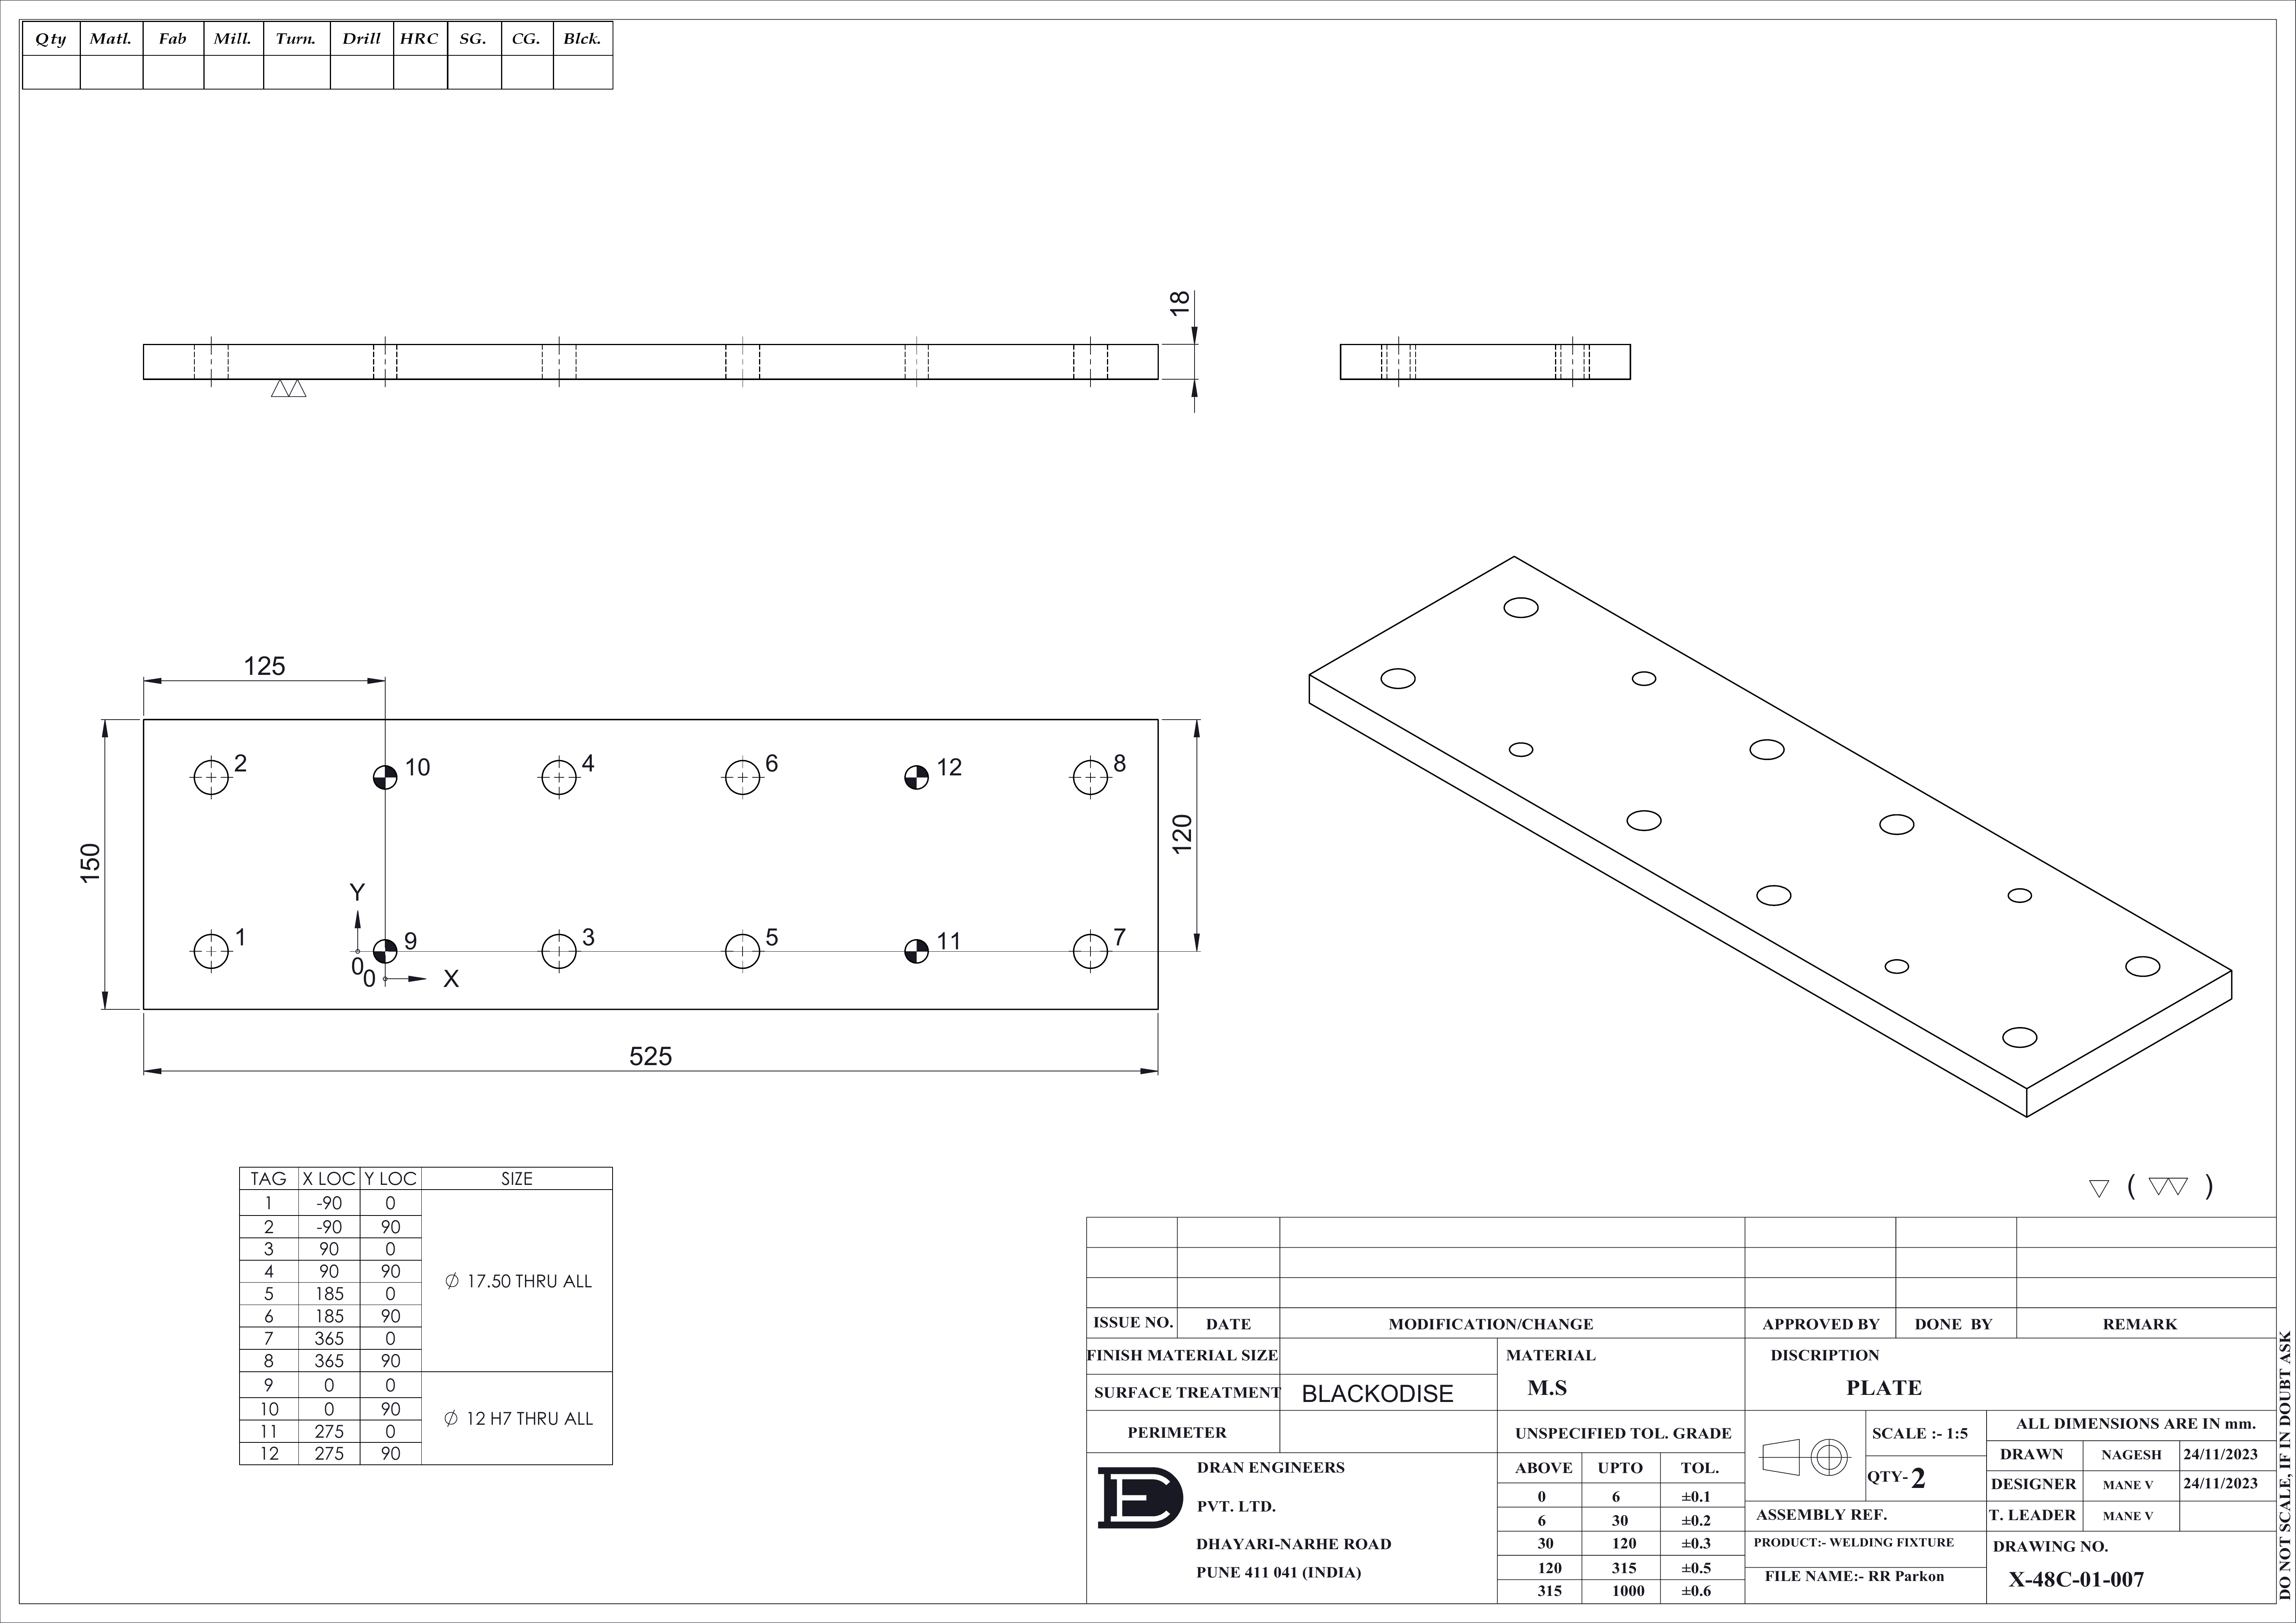 Qty Matl. Fab Mill. Turn. Drill HRC SG. CG. Blck.
18
125
2 10 4 6 12 8
150
120
Y
1 9 3 5 11 7
0
0 X
525
TAG X LOC Y LOC SIZE
1 -90 0
2 -90 90
3 90 0
4 90 90
5 185 0
6 185 90
7 365 0
8 365 90
Ø 17.50 THRU ALL
9 0 0
10 0 90
11 275 0
12 275 90
Ø 12 H7 THRU ALL
( )
ISSUE NO. DATE MODIFICATION/CHANGE APPROVED BY DONE BY REMARK
FINISH MATERIAL SIZE
SURFACE TREATMENT BLACKODISE
PERIMETER
MATERIAL
M.S
DISCRIPTION
PLATE
DRAN ENGINEERS
PVT. LTD.
DHAYARI-NARHE ROAD
PUNE 411 041 (INDIA)
UNSPECIFIED TOL. GRADE
ABOVE UPTO TOL.
0 6 ±0.1
6 30 ±0.2
30 120 ±0.3
120 315 ±0.5
315 1000 ±0.6
SCALE :- 1:5
QTY- 2
ASSEMBLY REF.
PRODUCT:- WELDING FIXTURE
FILE NAME:- RR Parkon
ALL DIMENSIONS ARE IN mm.
DRAWN NAGESH 24/11/2023
DESIGNER MANE V 24/11/2023
T. LEADER MANE V
DRAWING NO.
X-48C-01-007
DO NOT SCALE, IF IN DOUBT ASK